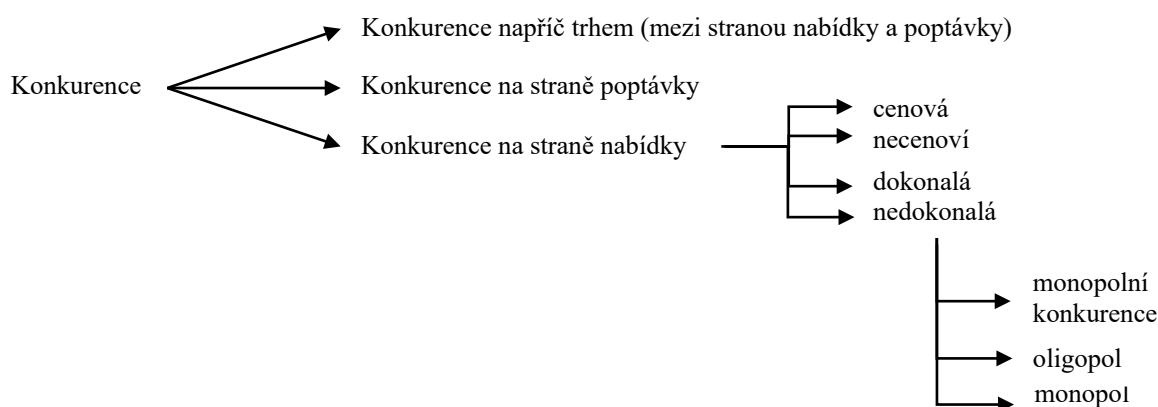 Konkurence napříč trhem (mezi stranou nabídky a poptávky)
Konkurence
Konkurence na straně poptávky
Konkurence na straně nabídky
cenová
necenoví
dokonalá
nedokonalá
monopolní
konkurence
oligopol
monopol